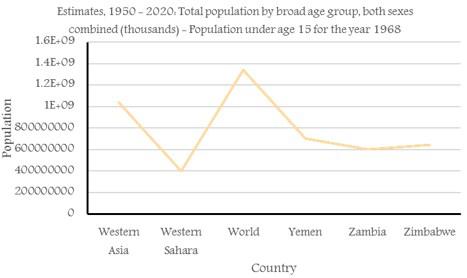 Estimates, 1950 - 2020: Total population by broad age group, both sexes
combined (thousands) - Population under age 15 for the year 1968
1.6E+09
1.4E+09
1.2E+09
1E+09
800000000
600000000
400000000
200000000
0
Population
Western Asia
Western Sahara
World
Yemen
Zambia
Zimbabwe
Country